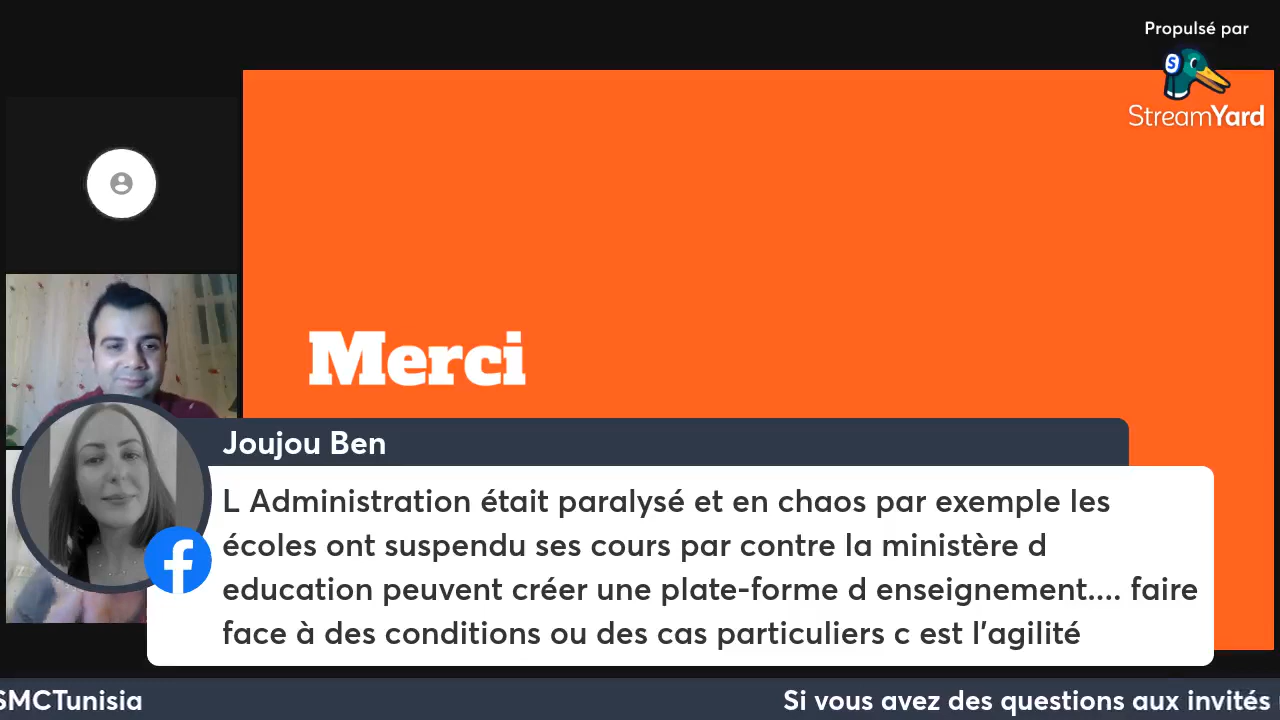 Propulsé par
StreamYard
Merci
Joujou Ben
L Administration était paralysé et en chaos par exemple les
écoles ont suspendu ses cours par contre la ministère d
education peuvent créer une plate-forme d enseignement.... faire
face à des conditions ou des cas particuliers c est l'agilité
SMCTunisia
Si vous avez des questions aux invités